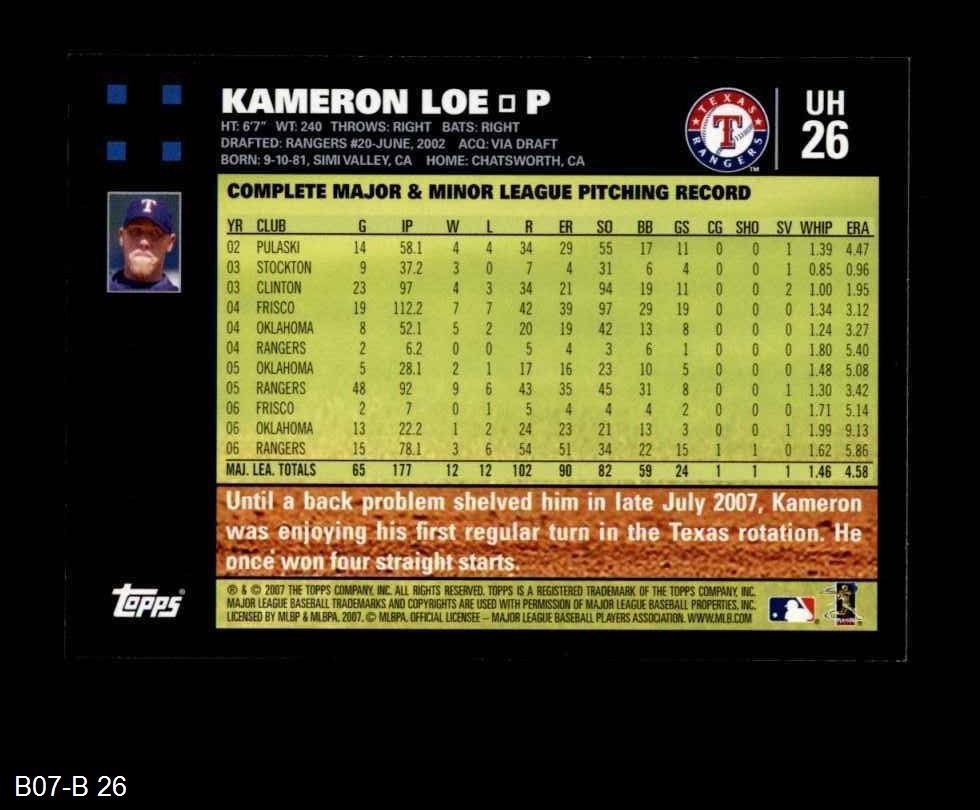 KAMERON LOE □ P
HT: 6'7" WT: 240 THROWS: RIGHT BATS: RIGHT
DRAFTED: RANGERS #20-JUNE, 2002 ACQ: VIA DRAFT
BORN: 9-10-81, SIMI VALLEY, CA HOME: CHATSWORTH, CA
TEXAS RANGERS
T
TM
UH
26
T
COMPLETE MAJOR & MINOR LEAGUE PITCHING RECORD
YR CLUB G IP W L R ER SO BB GS CG SHO SV WHIP ERA
02 PULASKI 14 58.1 4 4 34 29 55 17 11 0 0 1 1.39 4.47
03 STOCKTON 9 37.2 3 0 7 4 31 6 4 0 0 1 0.85 0.96
03 CLINTON 23 97 4 3 34 21 94 19 11 0 0 2 1.00 1.95
04 FRISCO 19 112.2 7 7 42 39 97 29 19 0 0 0 1.34 3.12
04 OKLAHOMA 8 52.1 5 2 20 19 42 13 8 0 0 0 1.24 3.27
04 RANGERS 2 6.2 0 0 5 4 3 6 1 0 0 0 1.80 5.40
05 OKLAHOMA 5 28.1 2 1 17 16 23 10 5 0 0 0 1.48 5.08
05 RANGERS 48 92 9 6 43 35 45 31 8 0 0 1 1.30 3.42
06 FRISCO 2 7 0 1 5 4 4 4 2 0 0 0 1.71 5.14
06 OKLAHOMA 13 22.2 1 2 24 23 21 13 3 0 0 1 1.99 9.13
06 RANGERS 15 78.1 3 6 54 51 34 22 15 1 1 0 1.62 5.86
MAJ. LEA. TOTALS 65 177 12 12 102 90 82 59 24 1 1 1 1.46 4.58
Until a back problem shelved him in late July 2007, Kameron
was enjoying his first regular turn in the Texas rotation. He
once won four straight starts.
Topps®
® & © 2007 THE TOPPS COMPANY, INC. ALL RIGHTS RESERVED. TOPPS IS A REGISTERED TRADEMARK OF THE TOPPS COMPANY, INC.
MAJOR LEAGUE BASEBALL TRADEMARKS AND COPYRIGHTS ARE USED WITH PERMISSION OF MAJOR LEAGUE BASEBALL PROPERTIES, INC.
LICENSED BY MLBP & MLBPA, 2007. © MLBPA, OFFICIAL LICENSEE – MAJOR LEAGUE BASEBALL PLAYERS ASSOCIATION. WWW.MLB.COM
B07-B 26